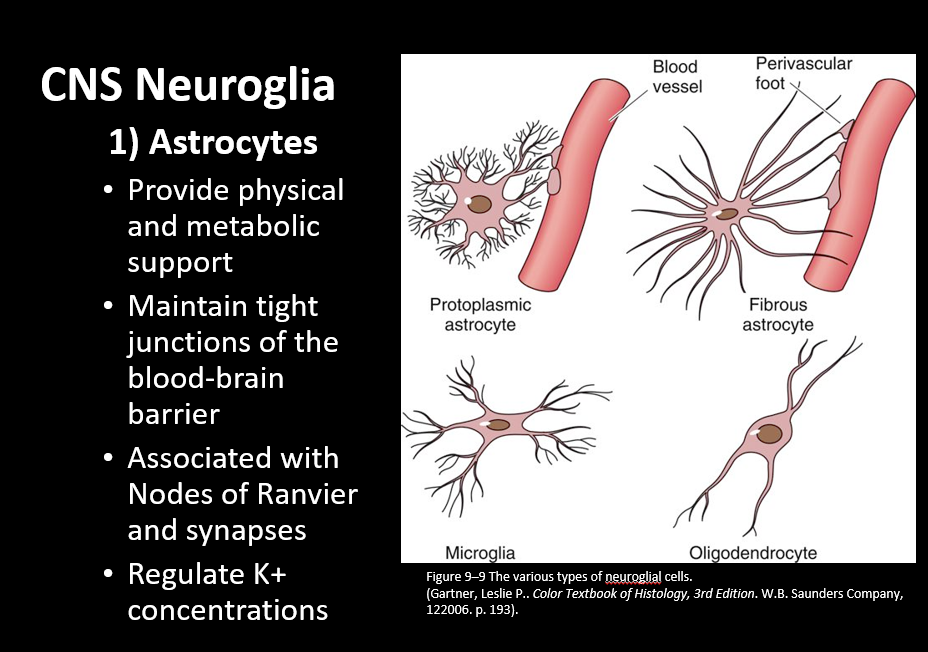 CNS Neuroglia
1) Astrocytes
• Provide physical
and metabolic
support
• Maintain tight
junctions of the
blood-brain
barrier
• Associated with
Nodes of Ranvier
and synapses
• Regulate K+
concentrations
Blood
vessel
Perivascular
foot
Protoplasmic
astrocyte
Fibrous
astrocyte
Microglia
Oligodendrocyte
Figure 9–9 The various types of neuroglial cells.
(Gartner, Leslie P.. Color Textbook of Histology, 3rd Edition. W.B. Saunders Company,
122006. p. 193).